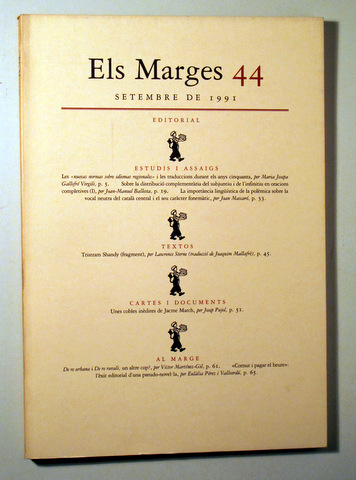 Els Marges 44
SETEMBRE DE 1991
EDITORIAL
ESTUDIS I ASSAIGS
Les «nuevas normas sobre idiomas regionales» i les traduccions durant els anys cinquanta, per Maria Josepa
Gallofré Virgili, p. 5. Sobre la distribució complementària del subjuntiu i de l'infinitiu en oracions
completives (I), per Joan-Manuel Ballesta, p. 19. La importància lingüística de la polèmica sobre la
vocal neutra del català central i el seu caràcter fonemàtic, per Juan Mascaró, p. 33.
TEXTOS
Tristram Shandy (fragment), per Laurence Sterne (traducció de Joaquim Mallafrè), p. 45.
CARTES I DOCUMENTS
Unes cobles inèdites de Jacme March, per Josep Pujol, p. 51.
AL MARGE
De re urbana i De re rurali, un altre cop?, per Víctor Martínez-Gil, p. 61. «Cornut i pagar el beure»:
l'èxit editorial d'una pseudo-novel·la, per Eulàlia Pérez i Vallverdú, p. 65.